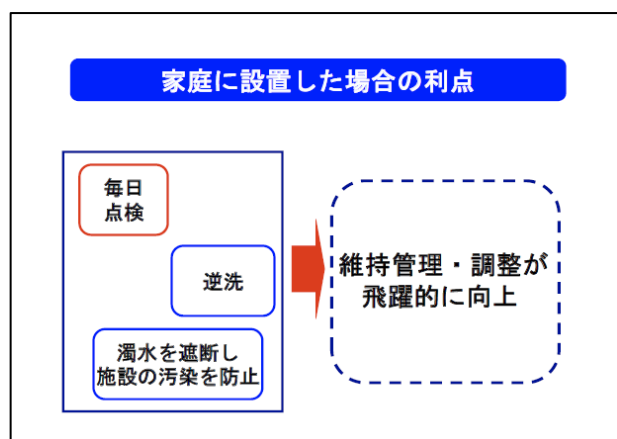 家庭に設置した場合の利点
毎日
点検
逆洗
濁水を遮断し
施設の汚染を防止
維持管理・調整が
飛躍的に向上